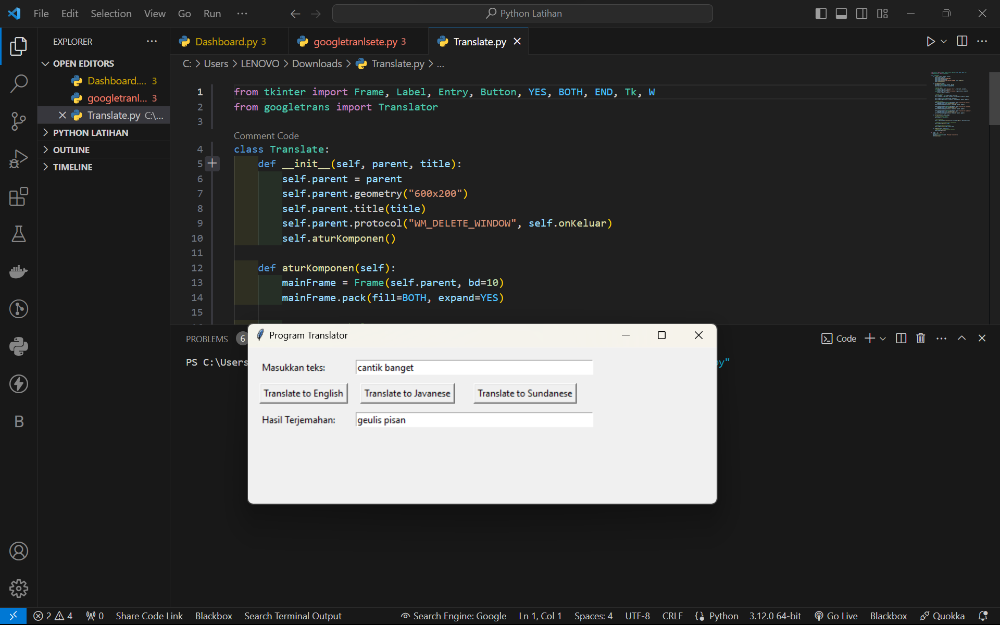 File Edit Selection View Go Run ... Python Latihan
EXPLORER ...
OPEN EDITORS
Dashboard.... 3
googletranl... 3
Translate.py C:\...
PYTHON LATIHAN
OUTLINE
TIMELINE
Dashboard.py 3 googletranlsete.py 3 Translate.py
C: > Users > LENOVO > Downloads > Translate.py > ...
1 from tkinter import Frame, Label, Entry, Button, YES, BOTH, END, Tk, W
2 from googletrans import Translator
3
Comment Code
4 class Translate:
5 def __init__(self, parent, title):
6 self.parent = parent
7 self.parent.geometry("600x200")
8 self.parent.title(title)
9 self.parent.protocol("WM_DELETE_WINDOW", self.onKeluar)
10 self.aturKomponen()
11
12 def aturKomponen(self):
13 mainFrame = Frame(self.parent, bd=10)
14 mainFrame.pack(fill=BOTH, expand=YES)
15
PROBLEMS 6 Code
PS C:\Users py"
Program Translator
Masukkan teks: cantik banget
Translate to English Translate to Javanese Translate to Sundanese
Hasil Terjemahan: geulis pisan
B
2 4 0 Share Code Link Blackbox Search Terminal Output Search Engine: Google Ln 1, Col 1 Spaces: 4 UTF-8 CRLF Python 3.12.0 64-bit Go Live Blackbox Quokka